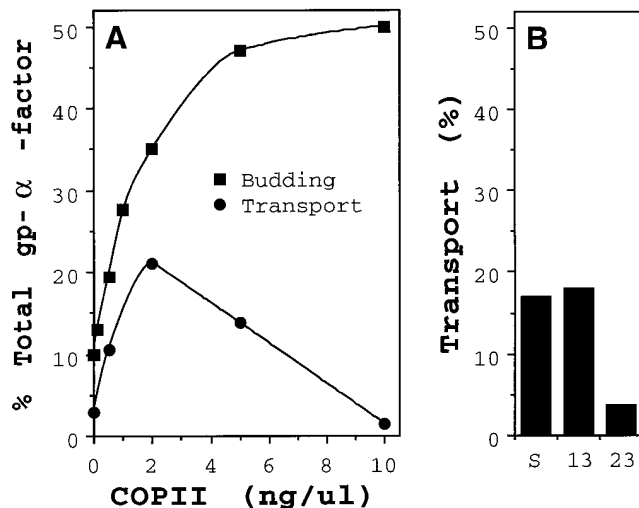 A
% Total gp-α -factor
50
40
30
20
10
0
Budding
Transport
0 2 4 6 8 10
COPII (ng/ul)
B
Transport (%)
50
40
30
20
10
0
S 13 23